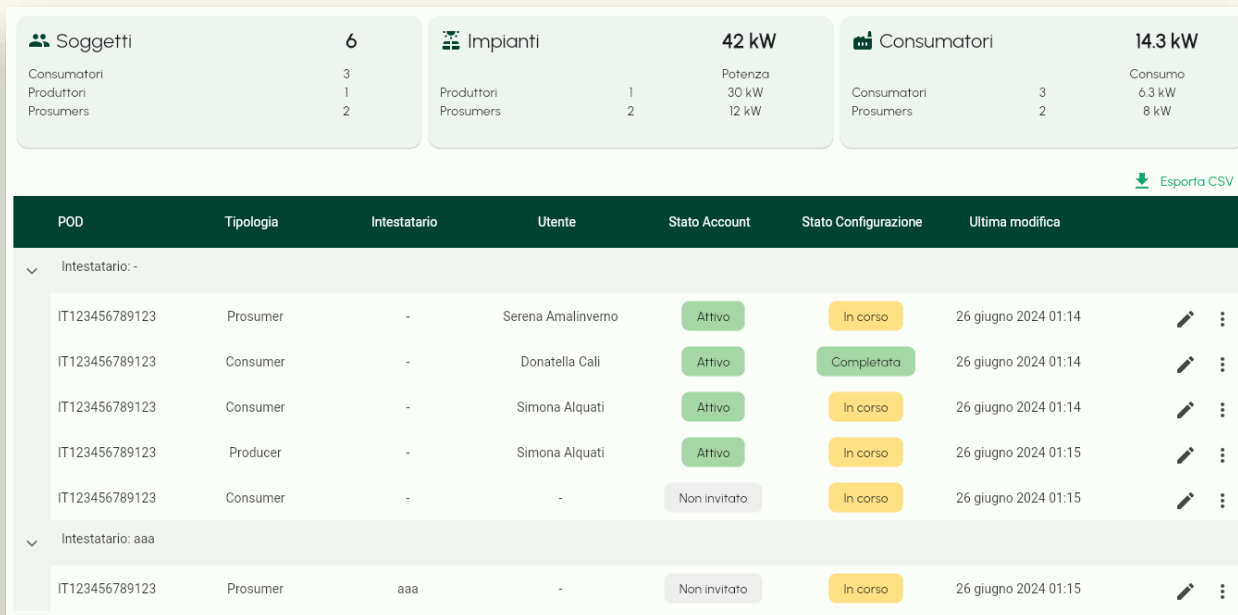 Soggetti 6
Consumatori 3
Produttori 1
Prosumers 2
Impianti 42 kW
Potenza
Produttori 1 30 kW
Prosumers 2 12 kW
Consumatori 14.3 kW
Consumo
Consumatori 3 6.3 kW
Prosumers 2 8 kW
Esporta CSV
POD Tipologia Intestatario Utente Stato Account Stato Configurazione Ultima modifica
Intestatario: -
IT123456789123 Prosumer - Serena Amalinverno Attivo In corso 26 giugno 2024 01:14
IT123456789123 Consumer - Donatella Cali Attivo Completata 26 giugno 2024 01:14
IT123456789123 Consumer - Simona Alquati Attivo In corso 26 giugno 2024 01:14
IT123456789123 Producer - Simona Alquati Attivo In corso 26 giugno 2024 01:15
IT123456789123 Consumer - - Non invitato In corso 26 giugno 2024 01:15
Intestatario: aaa
IT123456789123 Prosumer aaa - Non invitato In corso 26 giugno 2024 01:15